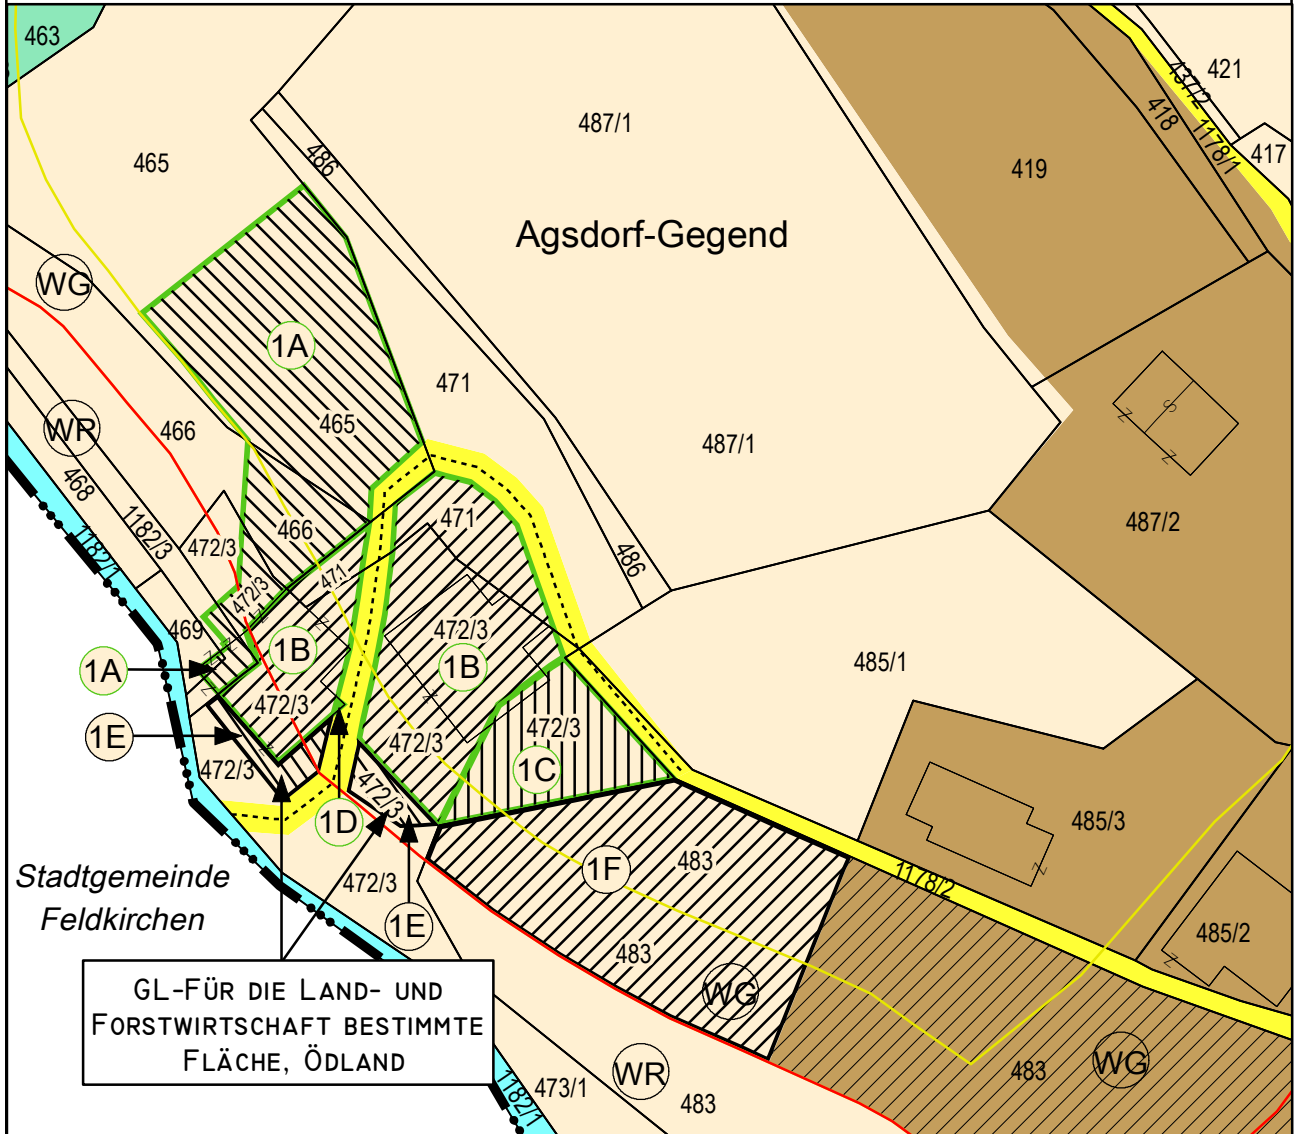 463
437/2
421
487/1
418
1178/1
417
486
465
419
Agsdorf-Gegend
WG
1A
471
465
WR
466
487/1
S
Z
Z
468
1182/3
471
466
487/2
1182/1
472/3
486
471
472/3
469
Z
472/3
Z
Z
1B
1B
485/1
1A
Z
Z
472/3
472/3
1E
Z
472/3
472/3
1C
472/3
1D
485/3
1F
483
Z
Stadtgemeinde
Feldkirchen
472/3
1178/2
1E
485/2
483
Z
WG
GL-FÜR DIE LAND- UND
FORSTWIRTSCHAFT BESTIMMTE
FLÄCHE, ÖDLAND
WR
WG
483
1182/1
473/1
483